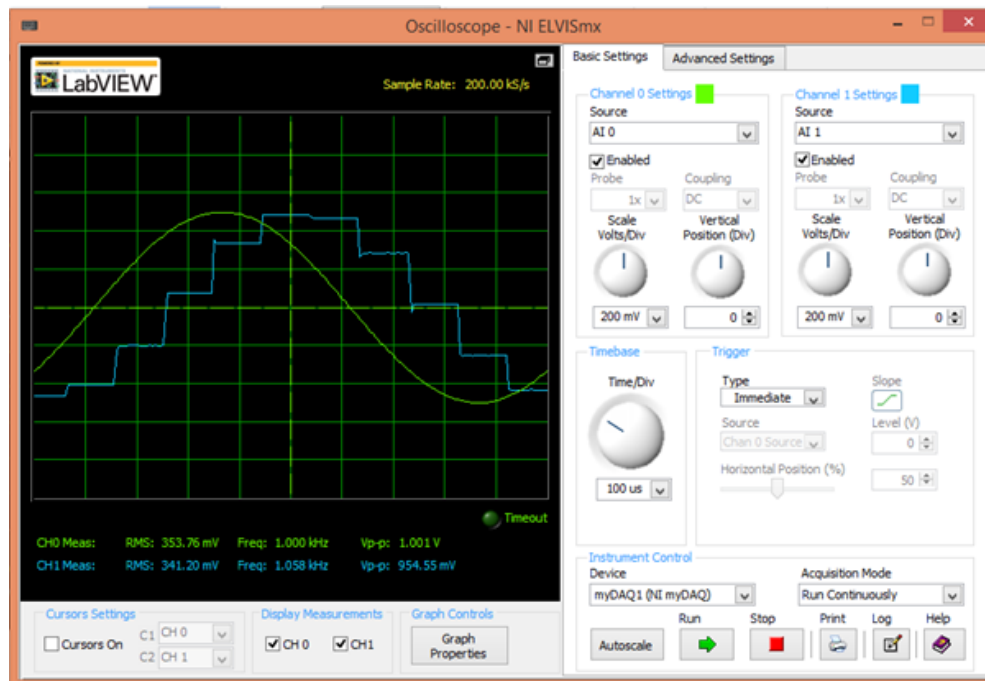 Oscilloscope - NI ELVISmx
LabVIEW
Sample Rate: 200.00 kS/s
Timeout
CH0 Meas: RMS: 353.76 mV Freq: 1.000 kHz Vp-p: 1.001 V
CH1 Meas: RMS: 341.20 mV Freq: 1.058 kHz Vp-p: 954.55 mV
Cursors Settings
Cursors On
C1 CH 0
C2 CH 1
Display Measurements
CH 0 CH1
Graph Controls
Graph
Properties
Basic Settings Advanced Settings
Channel 0 Settings
Source
AI 0
Enabled
Probe Coupling
1x DC
Scale Vertical
Volts/Div Position (Div)
200 mV 0
Channel 1 Settings
Source
AI 1
Enabled
Probe Coupling
1x DC
Scale Vertical
Volts/Div Position (Div)
200 mV 0
Timebase
Time/Div
100 us
Trigger
Type Slope
Immediate
Source Level (V)
Chan 0 Source 0
Horizontal Position (%)
50
Instrument Control
Device Acquisition Mode
myDAQ1 (NI myDAQ) Run Continuously
Run Stop Print Log Help
Autoscale